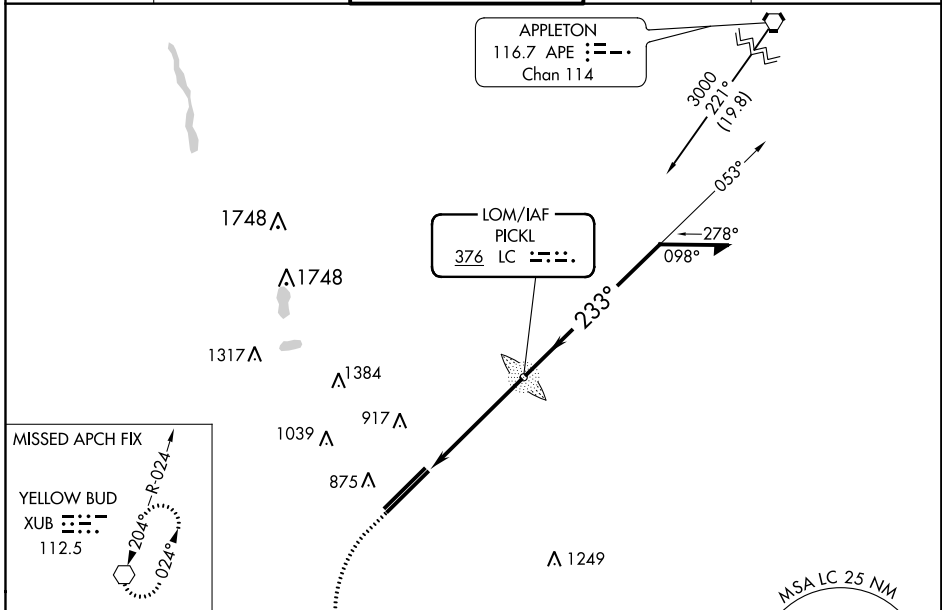 APPLETON
116.7 APE
Chan 114
3000
221°
(19.8)
053°
1748
LOM/IAF
PICKL
376 LC
278°
098°
1748
233°
1317
1384
917
1039
MISSED APCH FIX
R-024
YELLOW BUD
XUB
112.5
204°
024°
875
1249
MSA LC 25 NM